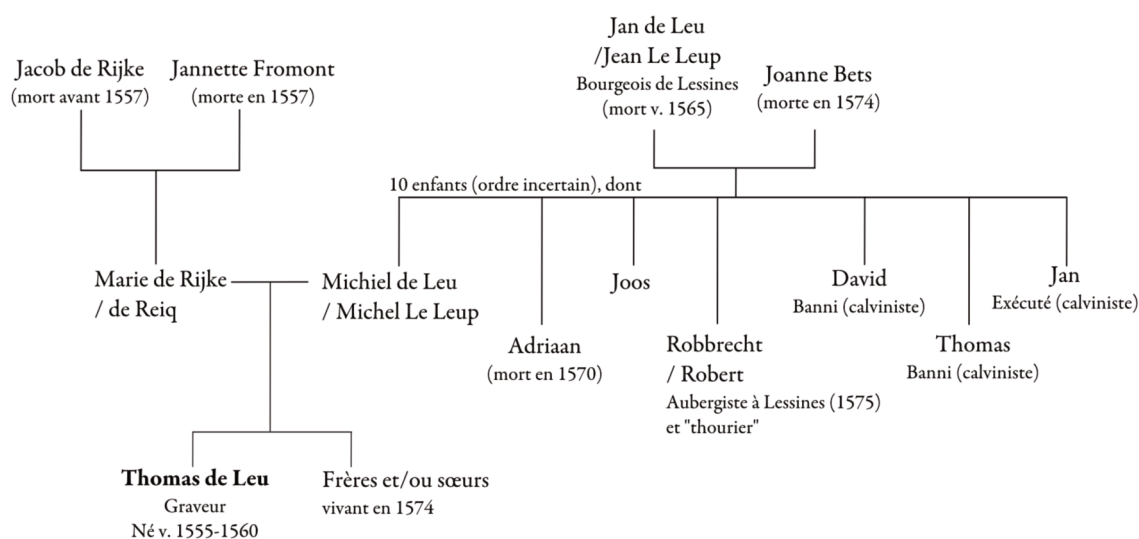 Jacob de Rijke
(mort avant 1557)
Jannette Fromont
(morte en 1557)
Jan de Leu
/Jean Le Leup
Bourgeois de Lessines
(mort v. 1565)
Joanne Bets
(morte en 1574)
10 enfants (ordre incertain), dont
Marie de Rijke
/ de Reiq
Michiel de Leu
/ Michel Le Leup
Adriaan
(mort en 1570)
Joos
Robbrecht
/ Robert
Aubergiste à Lessines (1575)
et "thourier"
David
Banni (calviniste)
Thomas
Banni (calviniste)
Jan
Exécuté (calviniste)
Thomas de Leu
Graveur
Né v. 1555-1560
Frères et/ou sœurs
vivant en 1574